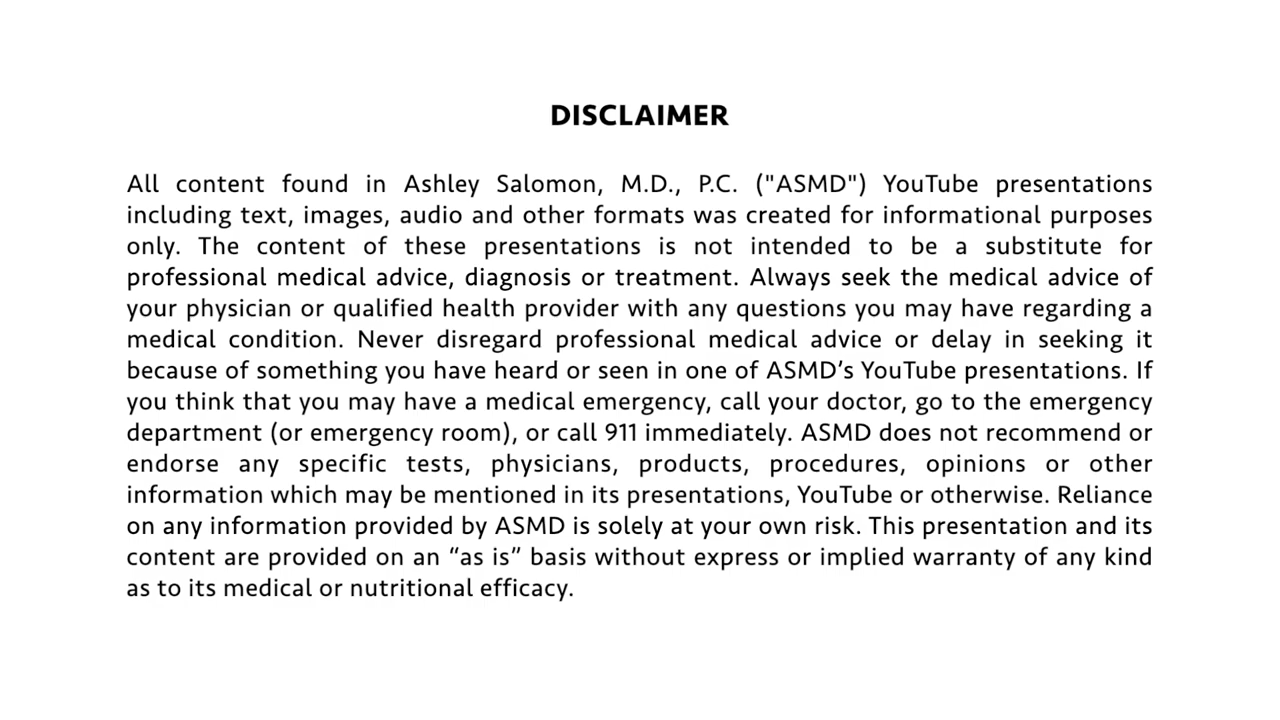 DISCLAIMER
All content found in Ashley Salomon, M.D., P.C. ("ASMD") YouTube presentations
including text, images, audio and other formats was created for informational purposes
only. The content of these presentations is not intended to be a substitute for
professional medical advice, diagnosis or treatment. Always seek the medical advice of
your physician or qualified health provider with any questions you may have regarding a
medical condition. Never disregard professional medical advice or delay in seeking it
because of something you have heard or seen in one of ASMD’s YouTube presentations. If
you think that you may have a medical emergency, call your doctor, go to the emergency
department (or emergency room), or call 911 immediately. ASMD does not recommend or
endorse any specific tests, physicians, products, procedures, opinions or other
information which may be mentioned in its presentations, YouTube or otherwise. Reliance
on any information provided by ASMD is solely at your own risk. This presentation and its
content are provided on an “as is” basis without express or implied warranty of any kind
as to its medical or nutritional efficacy.